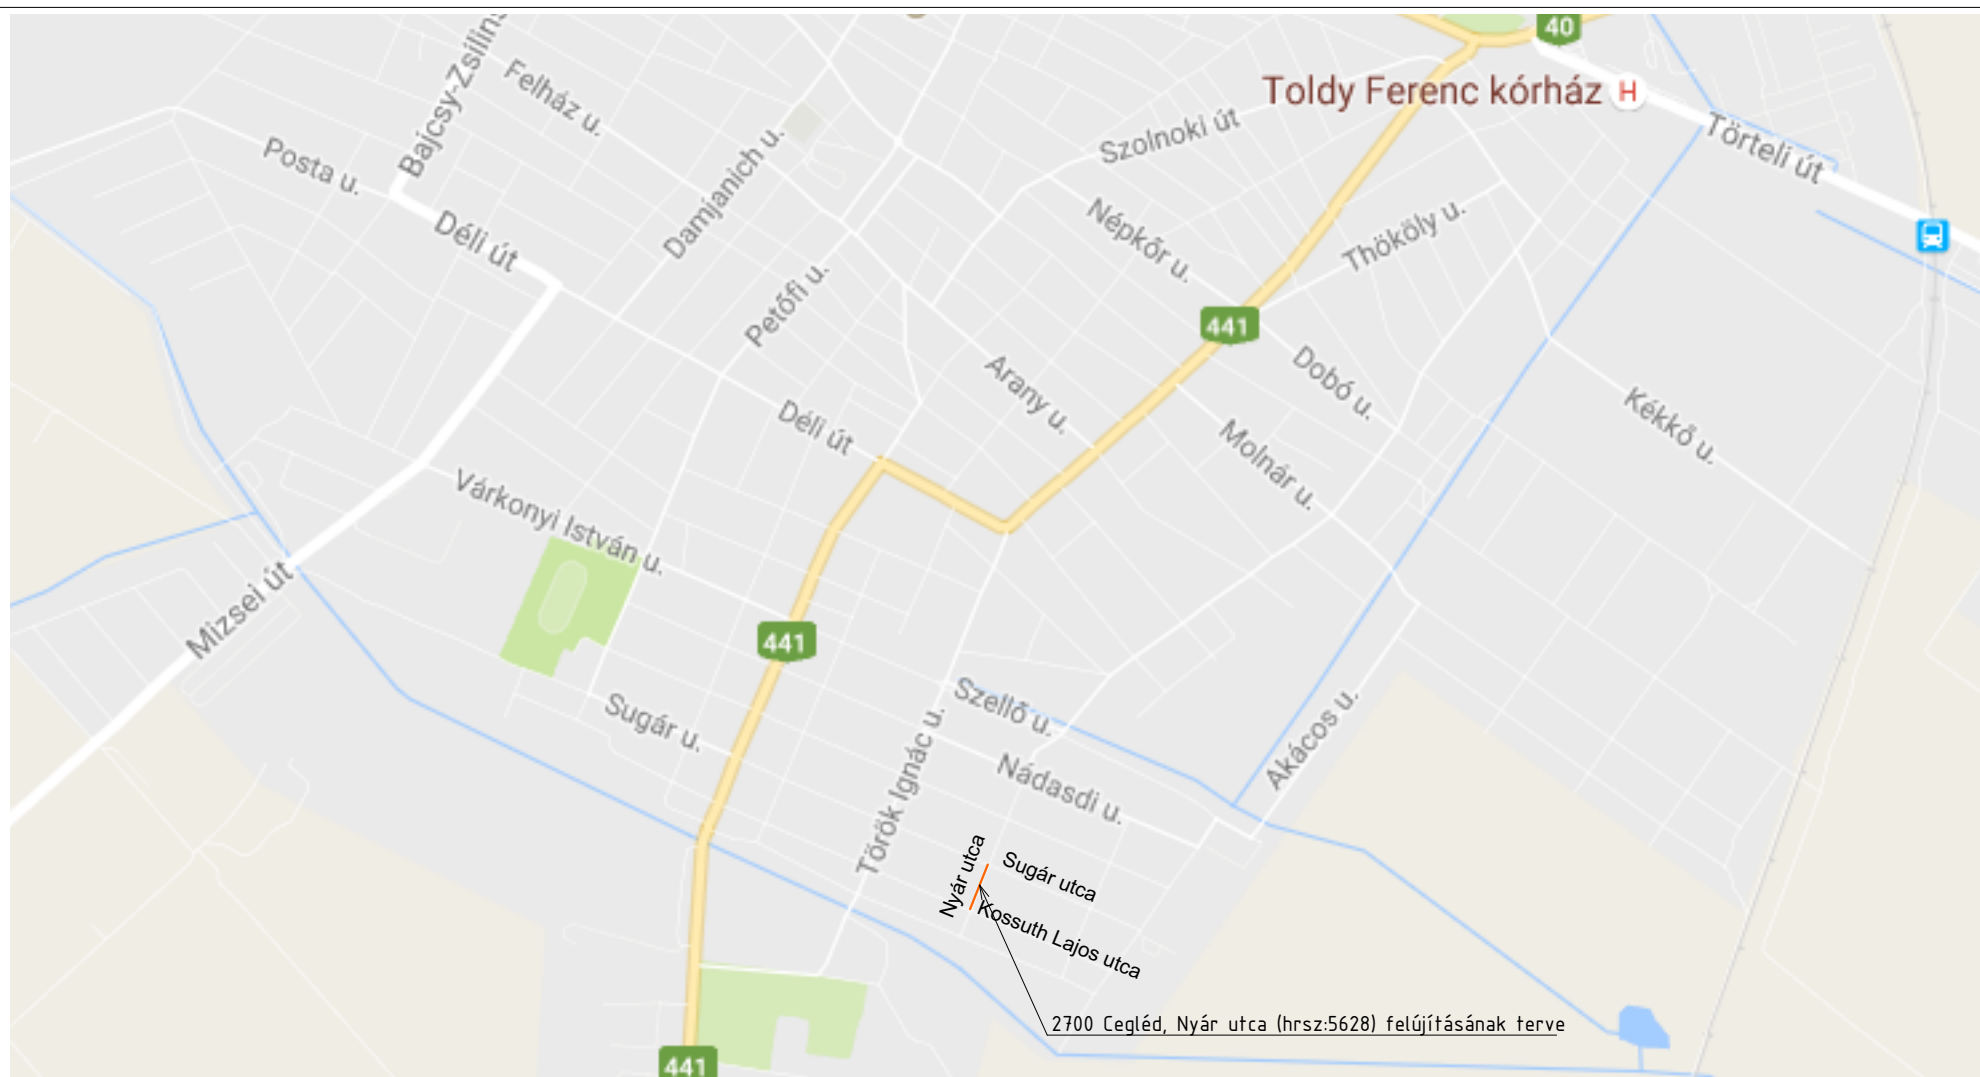 40
Bajcsy-Zsilins
Felház u.
Toldy Ferenc kórház H
Szolnoki út
Törteli út
Posta u.
Damjanich u.
Déli út
Népkör u.
Thököly u.
Petőfi u.
441
Arany u.
Dobó u.
Déli út
Kékkő u.
Molnár u.
Várkonyi István u.
Mizsei út
441
Sugár u.
Szellő u.
Török Ignác u.
Akácos u.
Nádasdi u.
Nyár utca
Sugár utca
Kossuth Lajos utca
2700 Cegléd, Nyár utca (hrsz:5628) felújításának terve
441